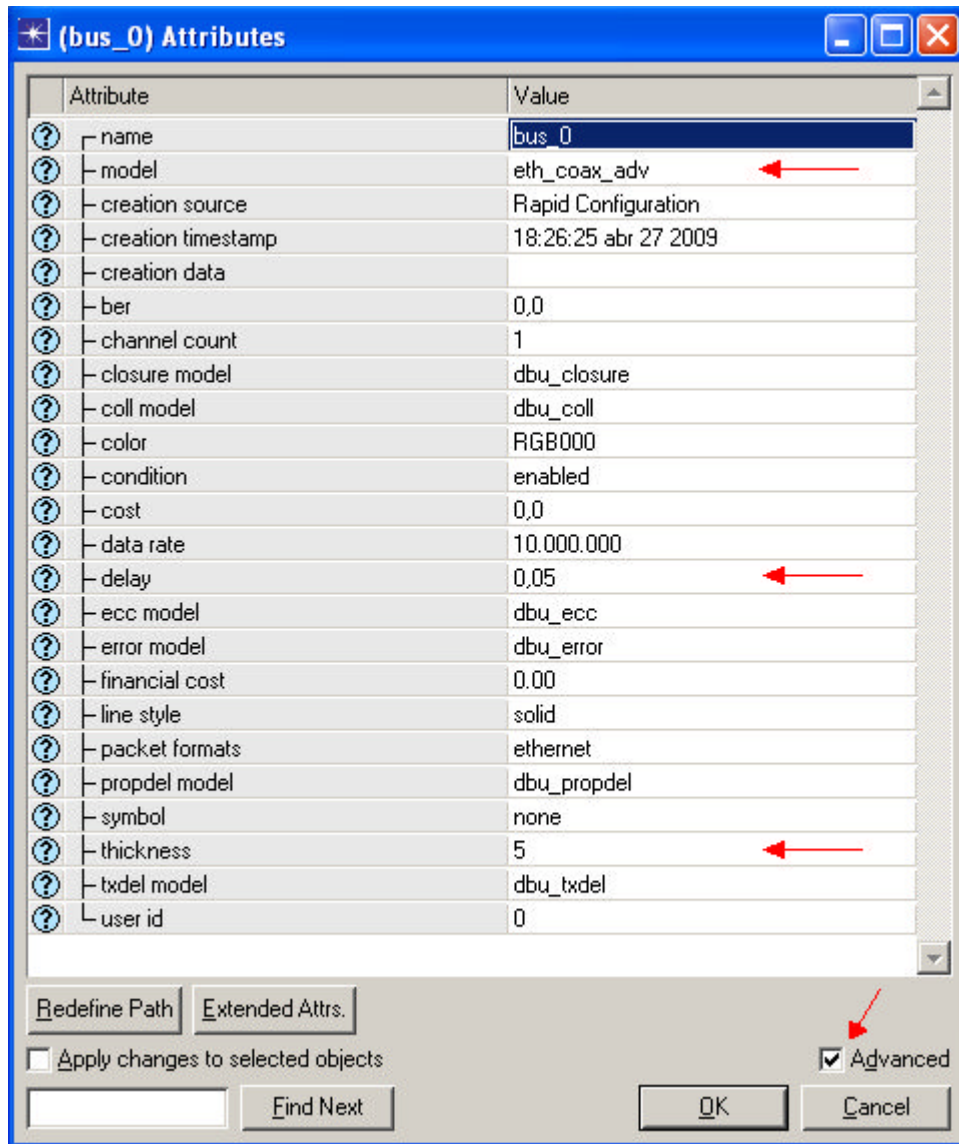 (bus_0) Attributes
Attribute Value
name bus_0
model eth_coax_adv
creation source Rapid Configuration
creation timestamp 18:26:25 abr 27 2009
creation data
ber 0,0
channel count 1
closure model dbu_closure
coll model dbu_coll
color RGB000
condition enabled
cost 0,0
data rate 10.000.000
delay 0,05
ecc model dbu_ecc
error model dbu_error
financial cost 0.00
line style solid
packet formats ethernet
propdel model dbu_propdel
symbol none
thickness 5
txdel model dbu_txdel
user id 0
Redefine Path Extended Attrs.
Apply changes to selected objects Advanced
Find Next OK Cancel